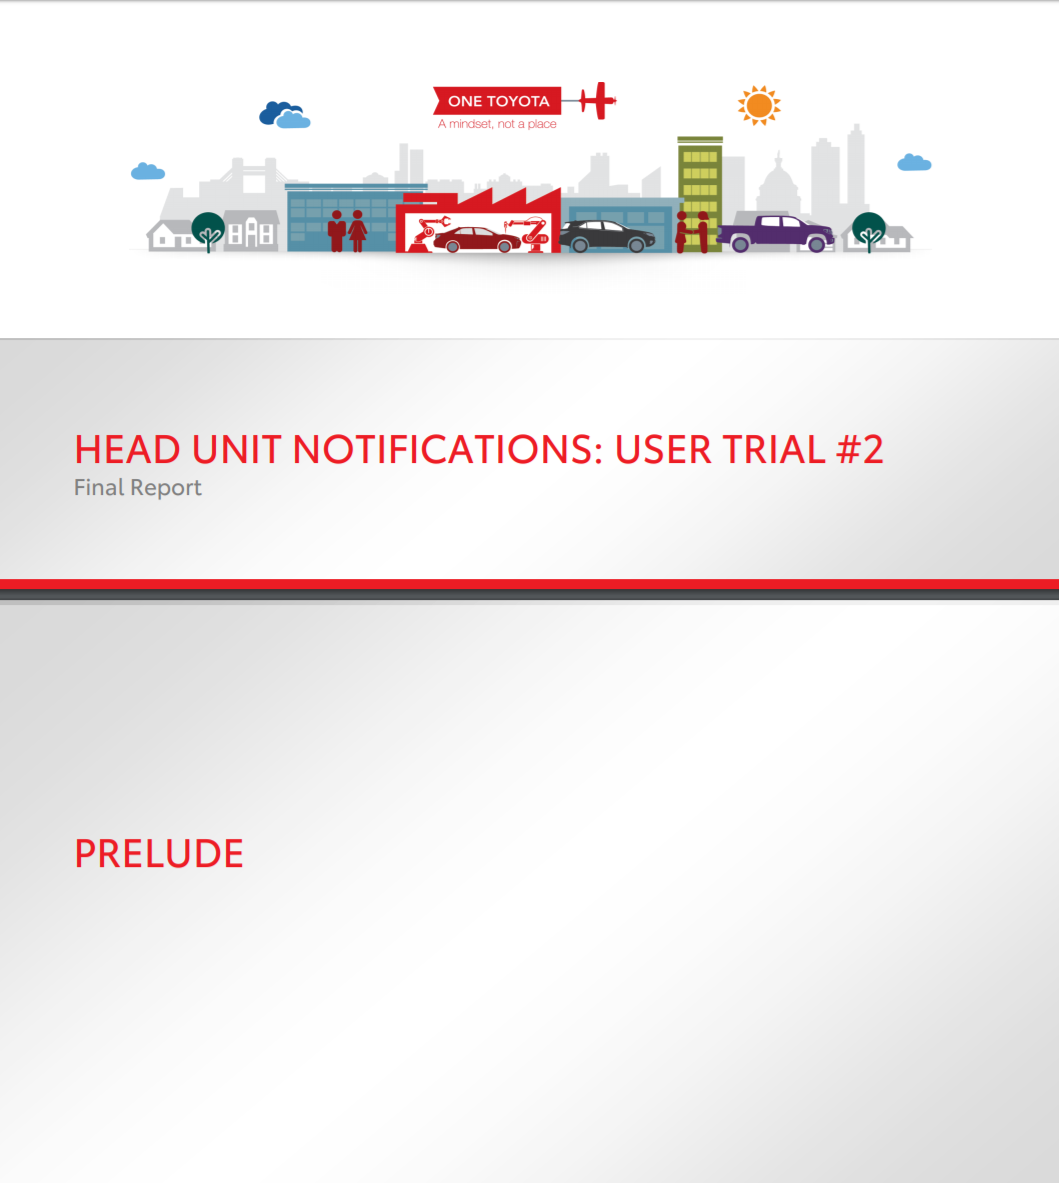 ONE TOYOTA
A mindset, not a place
HEAD UNIT NOTIFICATIONS: USER TRIAL #2
Final Report
PRELUDE